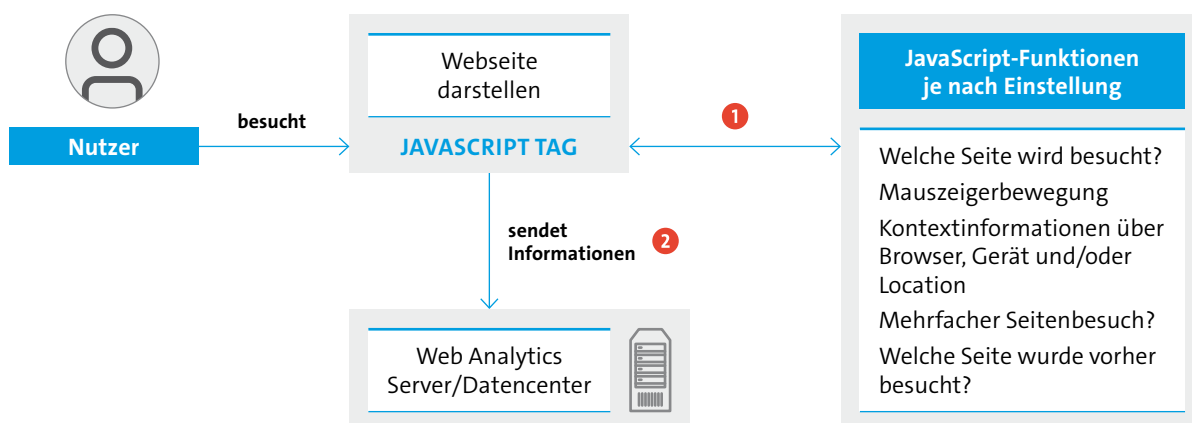 Nutzer
besucht
Webseite
darstellen
JAVASCRIPT TAG
1
JavaScript-Funktionen
je nach Einstellung
Welche Seite wird besucht?
Mauszeigerbewegung
Kontextinformationen über
Browser, Gerät und/oder
Location
Mehrfacher Seitenbesuch?
Welche Seite wurde vorher
besucht?
sendet
Informationen
2
Web Analytics
Server/Datencenter